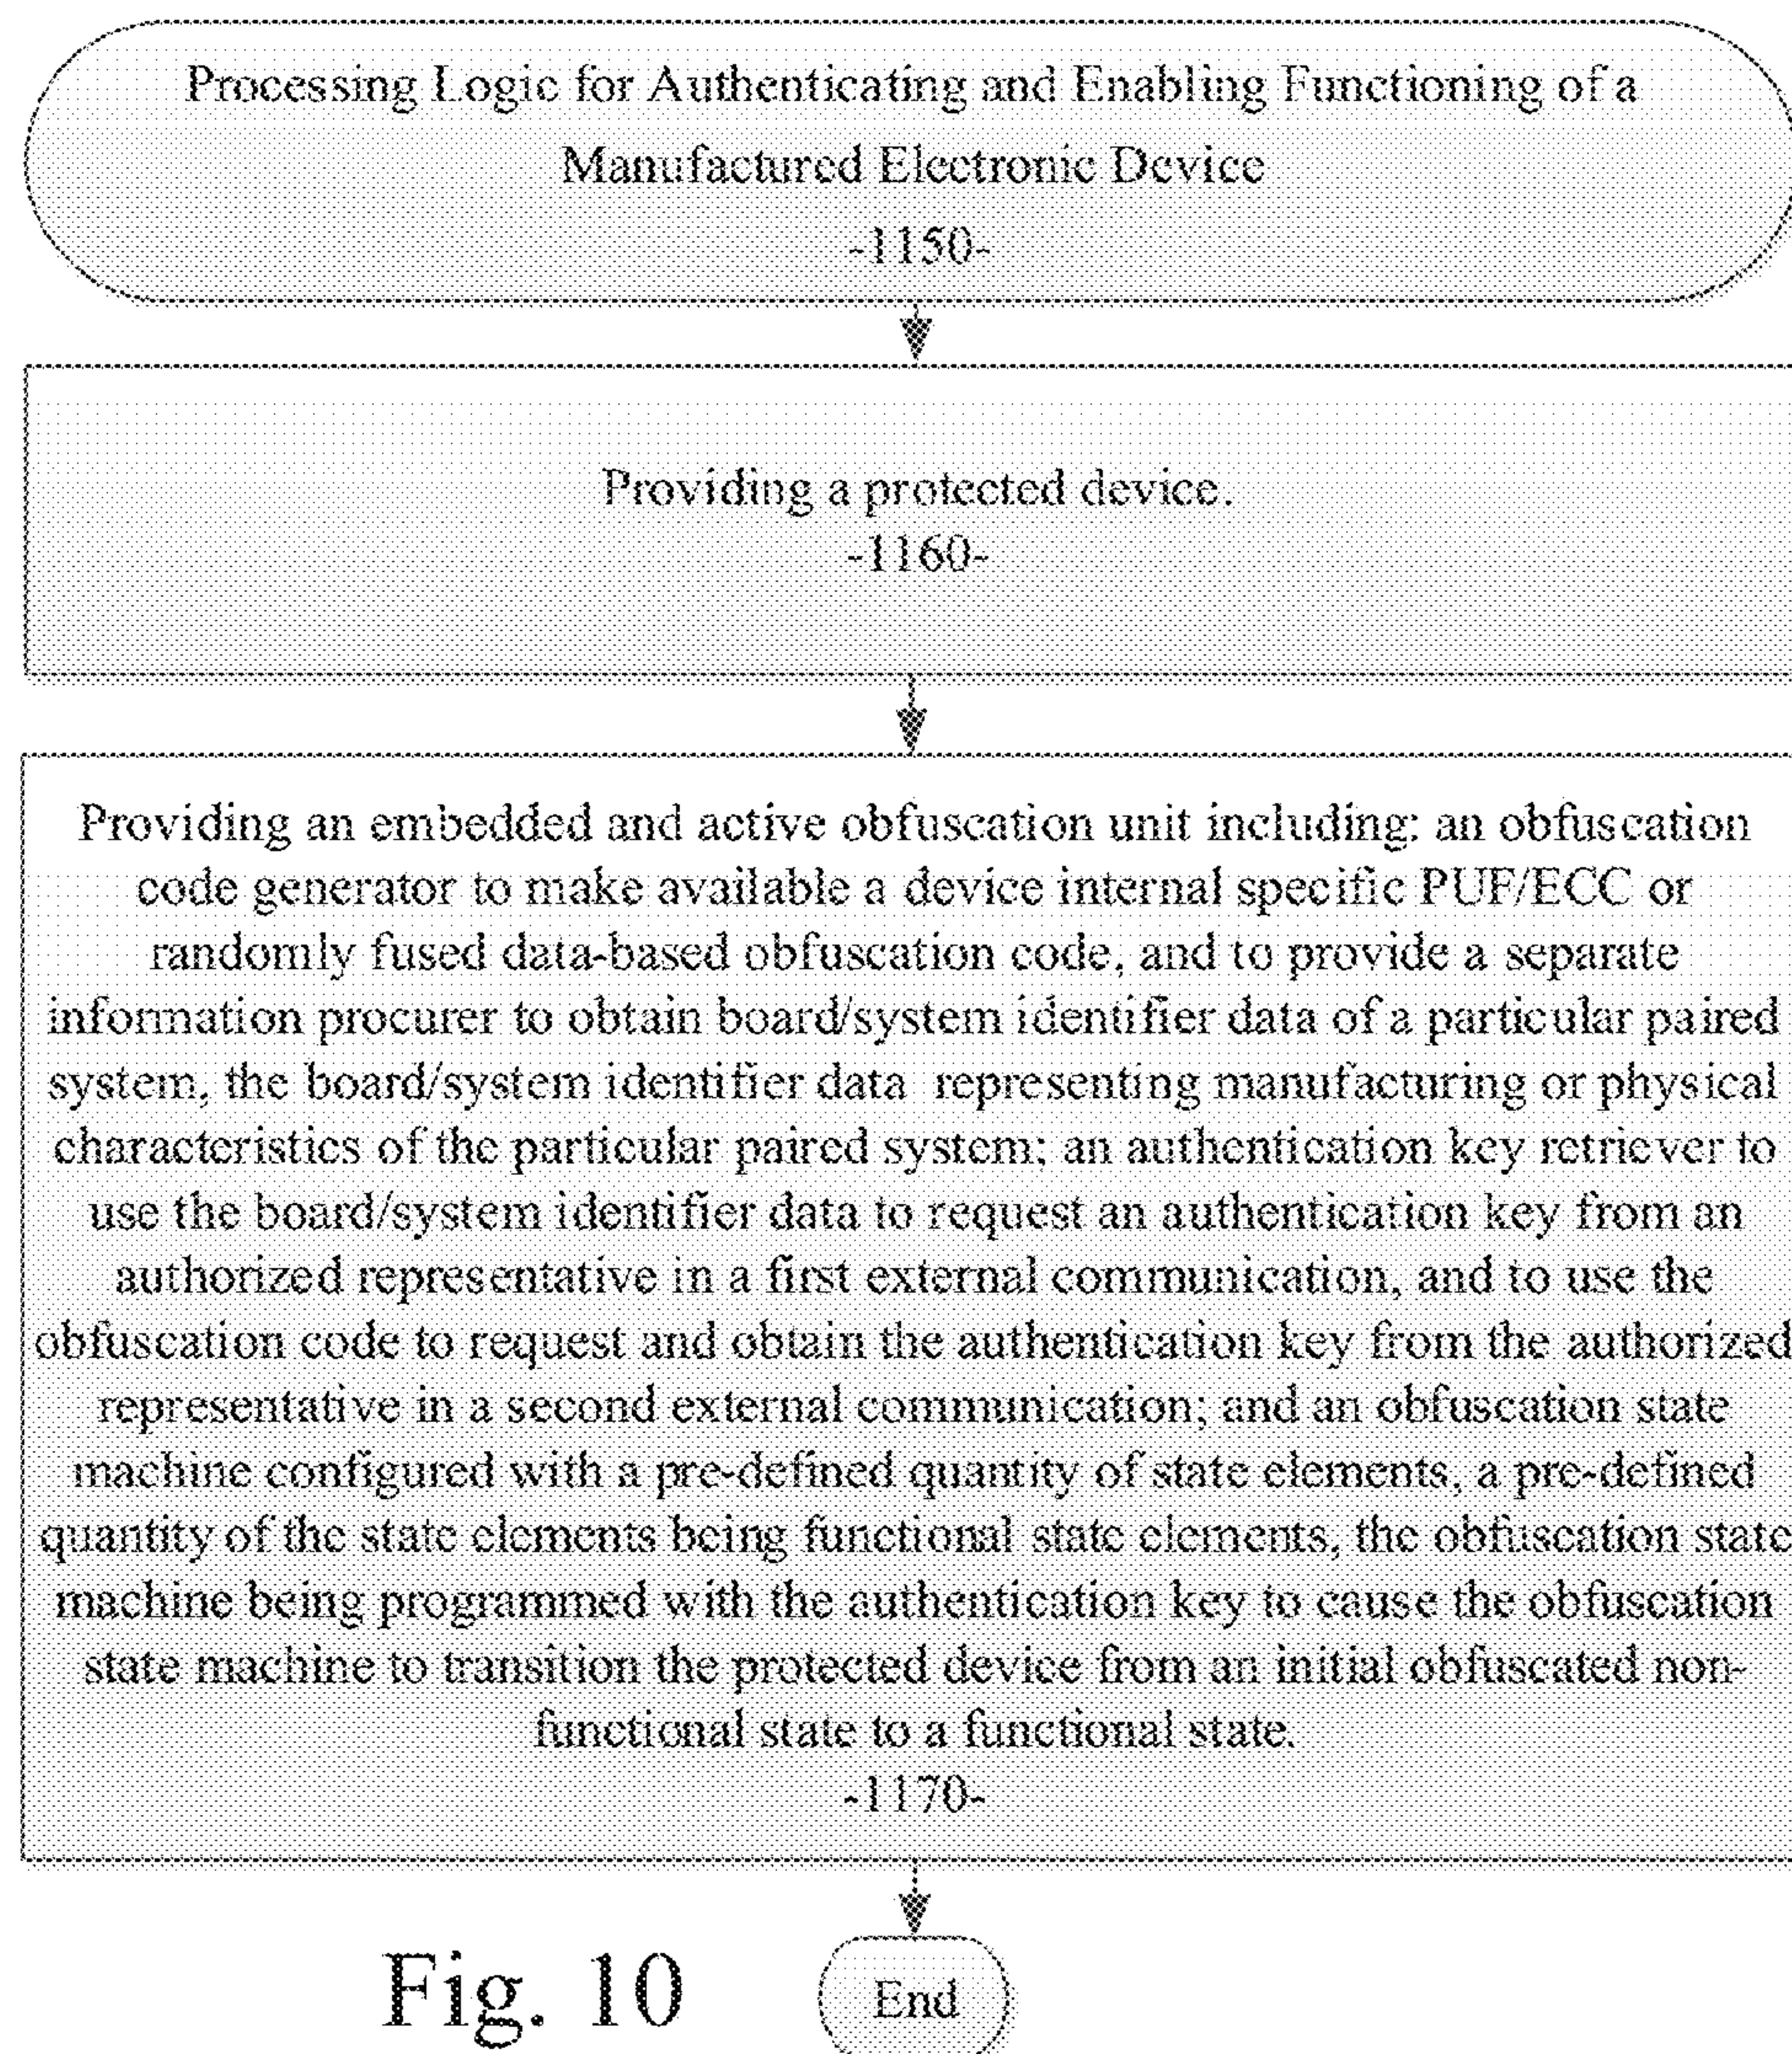 Processing Logic for Authenticating and Enabling Functioning of a
Manufactured Electronic Device
-1150-
Providing a protected device.
-1160-
Providing an embedded and active obfuscation unit including: an obfuscation
code generator to make available a device internal specific PUF/ECC or
randomly fused data-based obfuscation code, and to provide a separate
information procurer to obtain board/system identifier data of a particular paired
system, the board/system identifier data representing manufacturing or physical
characteristics of the particular paired system; an authentication key retriever to
use the board/system identifier data to request an authentication key from an
authorized representative in a first external communication, and to use the
obfuscation code to request and obtain the authentication key from the authorized
representative in a second external communication; and an obfuscation state
machine configured with a pre-defined quantity of state elements, a pre-defined
quantity of the state elements being functional state elements, the obfuscation state
machine being programmed with the authentication key to cause the obfuscation
state machine to transition the protected device from an initial obfuscated non-
functional state to a functional state.
-1170-
Fig. 10
End